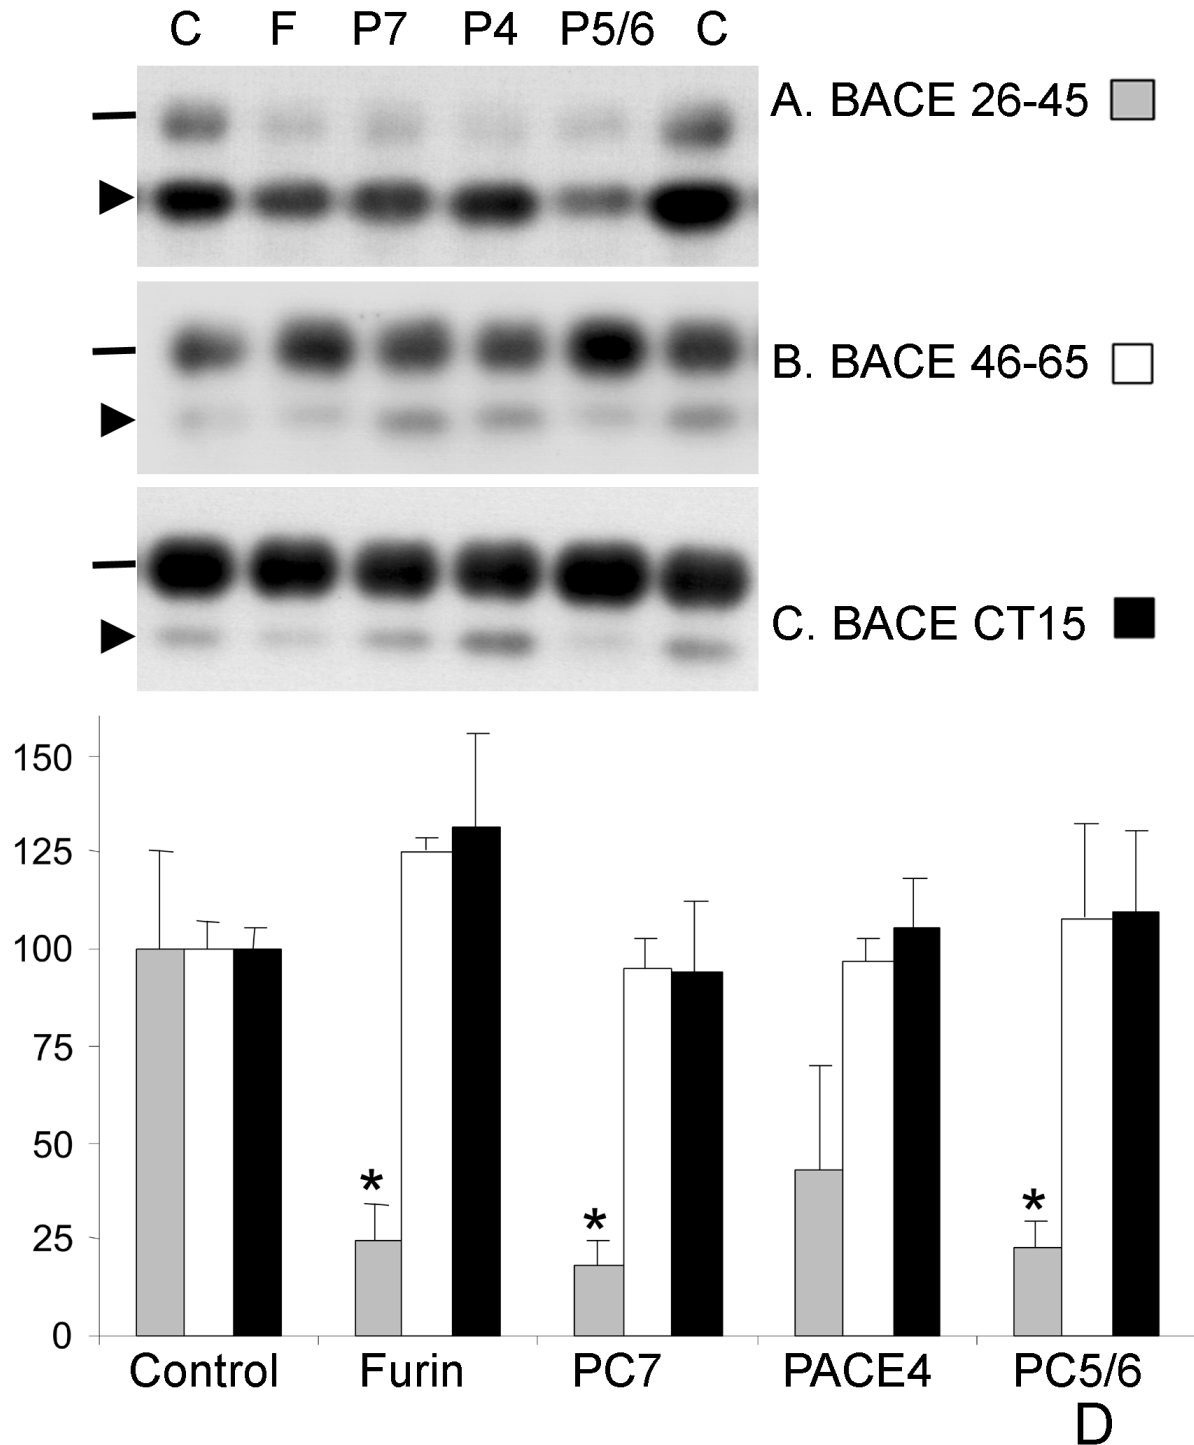 C F P7 P4 P5/6 C
A. BACE 26-45
B. BACE 46-65
C. BACE CT15
150
125
100
75
50
25
0
* * *
Control Furin PC7 PACE4 PC5/6
D